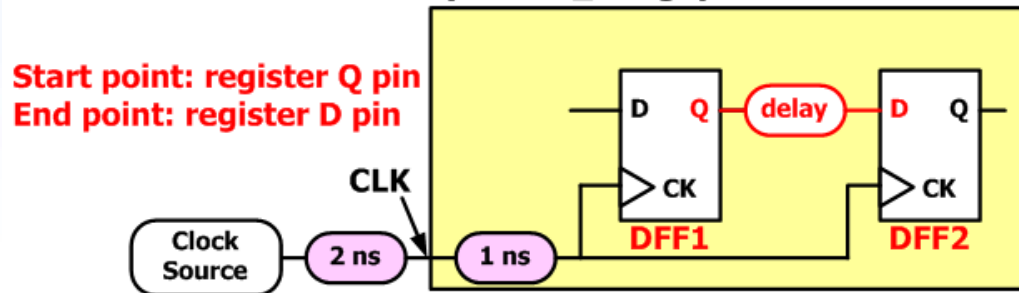 Start point: register Q pin
End point: register D pin
D Q
delay
D Q
CLK
CK
CK
DFF1
DFF2
Clock
Source
2 ns
1 ns